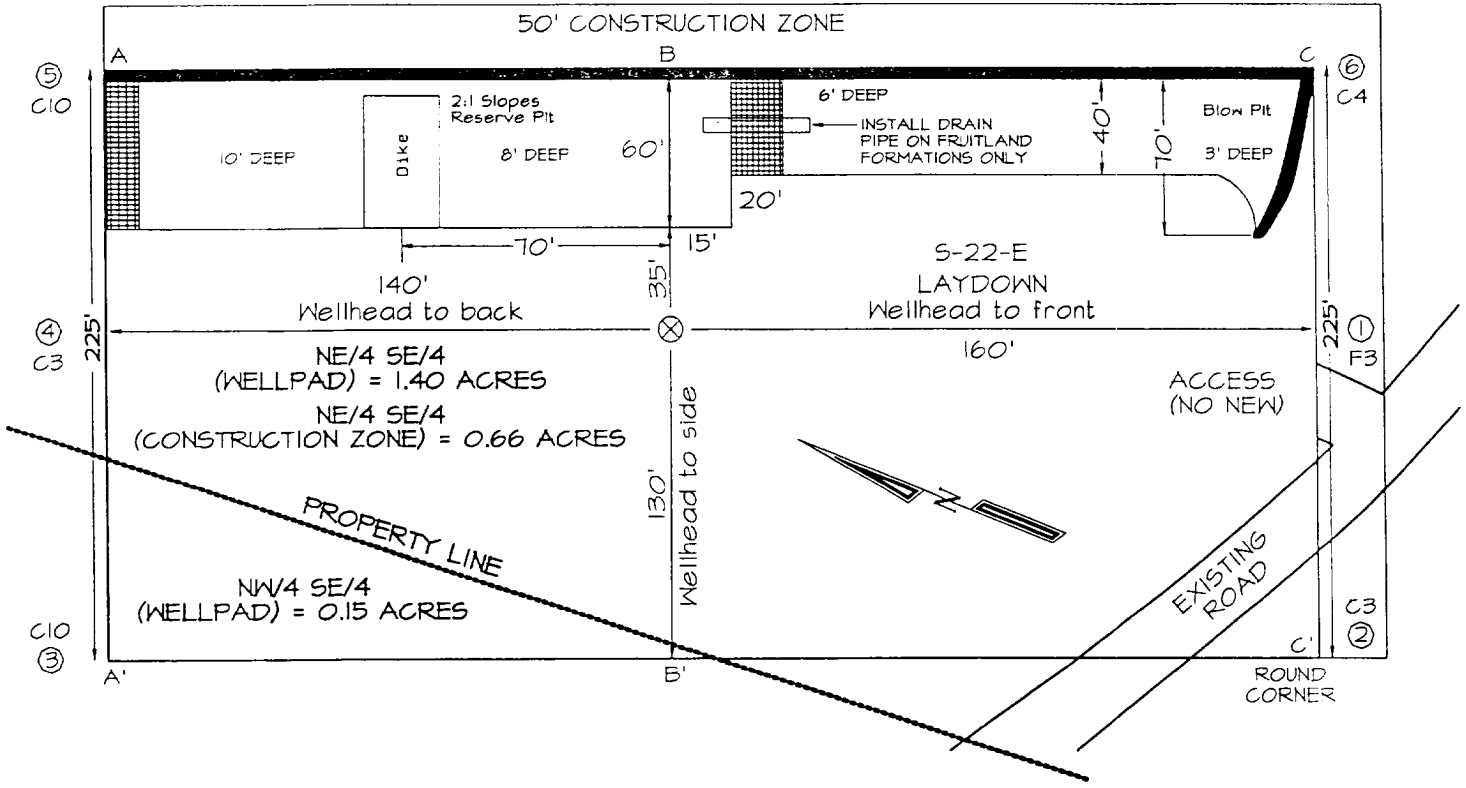 50' CONSTRUCTION ZONE
A
B
C
5
C10
6
C4
2:1 Slopes
Reserve Pit
6' DEEP
INSTALL DRAIN
PIPE ON FRUITLAND
FORMATIONS ONLY
40'
70'
Blow Pit
3' DEEP
10' DEEP
Dike
8' DEEP
60'
20'
70'
15'
35'
S-22-E
LAYDOWN
Wellhead to front
160'
140'
Wellhead to back
4
C3
225'
225'
1
F3
NE/4 SE/4
(WELLPAD) = 1.40 ACRES
NE/4 SE/4
(CONSTRUCTION ZONE) = 0.66 ACRES
ACCESS
(NO NEW)
130'
Wellhead to side
N
PROPERTY LINE
EXISTING
ROAD
NW/4 SE/4
(WELLPAD) = 0.15 ACRES
C10
3
C3
2
A'
B'
C'
ROUND
CORNER